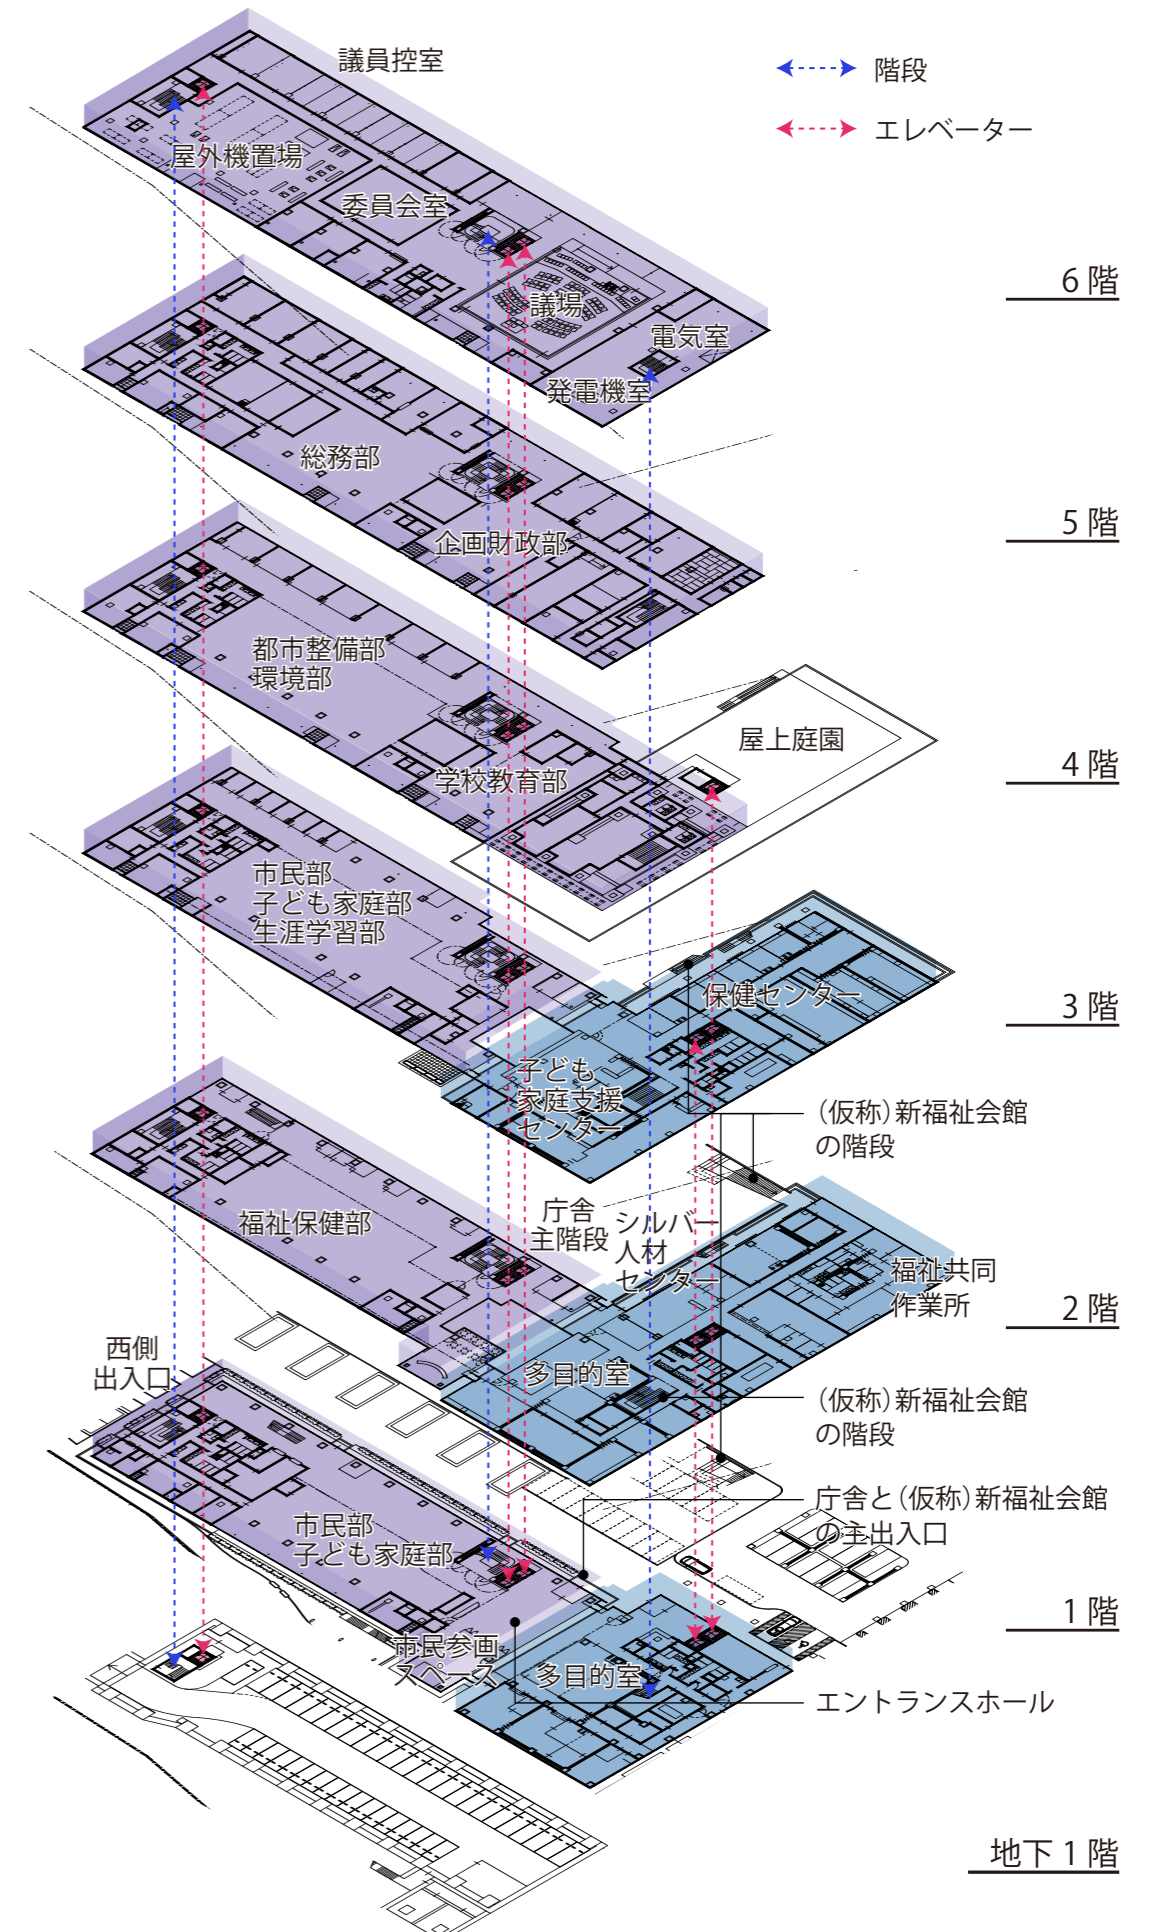 議員控室
階段
エレベーター
屋外機置場
委員会室
議場
電気室
発電機室
6 階
総務部
企画財政部
5 階
都市整備部
環境部
学校教育部
屋上庭園
4 階
市民部
子ども家庭部
生涯学習部
保健センター
子ども
家庭支援
センター
3 階
(仮称)新福祉会館
の階段
福祉保健部
庁舎
主階段
シルバー
人材
センター
福祉共同
作業所
多目的室
2 階
(仮称)新福祉会館
の階段
西側
出入口
庁舎と(仮称)新福祉会館
の主出入口
市民部
子ども家庭部
市民参画
スペース
多目的室
1 階
エントランスホール
地下 1 階